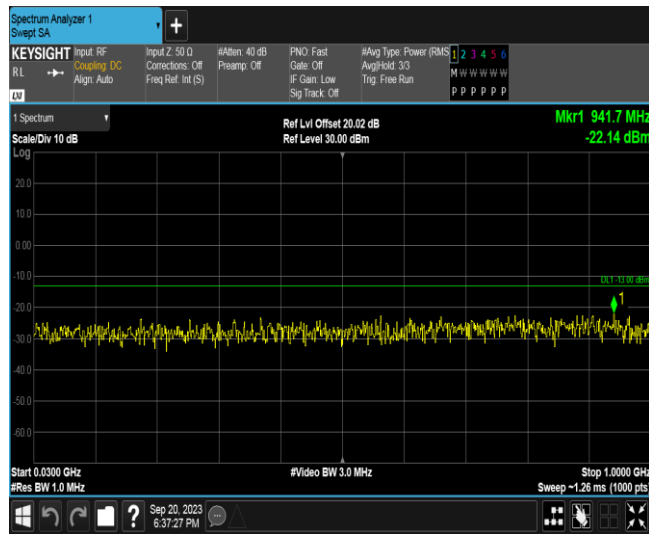 Spectrum Analyzer 1
Swept SA
KEYSIGHT Input: RF Input Z: 50 Ω #Atten: 40 dB PNO: Fast #Avg Type: Power (RMS 1 2 3 4 5 6
RL Coupling: DC Corrections: Off Preamp: Off Gate: Off Avg|Hold: 3/3 M W W W W W
Align: Auto Freq Ref: Int (S) IF Gain: Low Trig: Free Run
LXI Sig Track: Off P P P P P P
1 Spectrum Ref Lvl Offset 20.02 dB Mkr1 941.7 MHz
Scale/Div 10 dB Ref Level 30.00 dBm -22.14 dBm
Log
20.0
10.0
0.00
-10.0
DL1 -13.00 dBm
1
-20.0
-30.0
-40.0
-50.0
-60.0
Start 0.0300 GHz #Video BW 3.0 MHz Stop 1.0000 GHz
#Res BW 1.0 MHz Sweep ~1.26 ms (1000 pts)
? Sep 20, 2023
6:37:27 PM